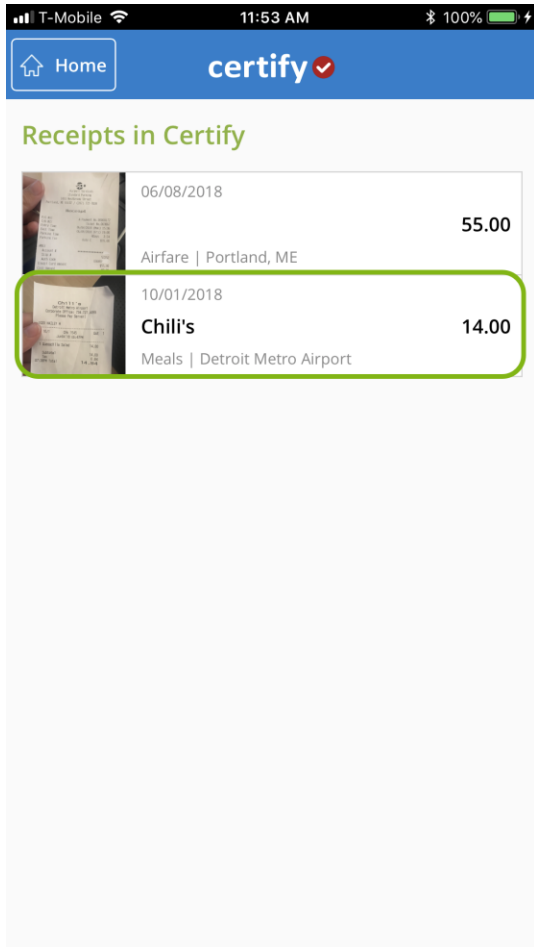 T-Mobile 11:53 AM 100%
Home certify
Receipts in Certify
06/08/2018
55.00
Airfare | Portland, ME
10/01/2018
Chili's 14.00
Meals | Detroit Metro Airport
Chili's